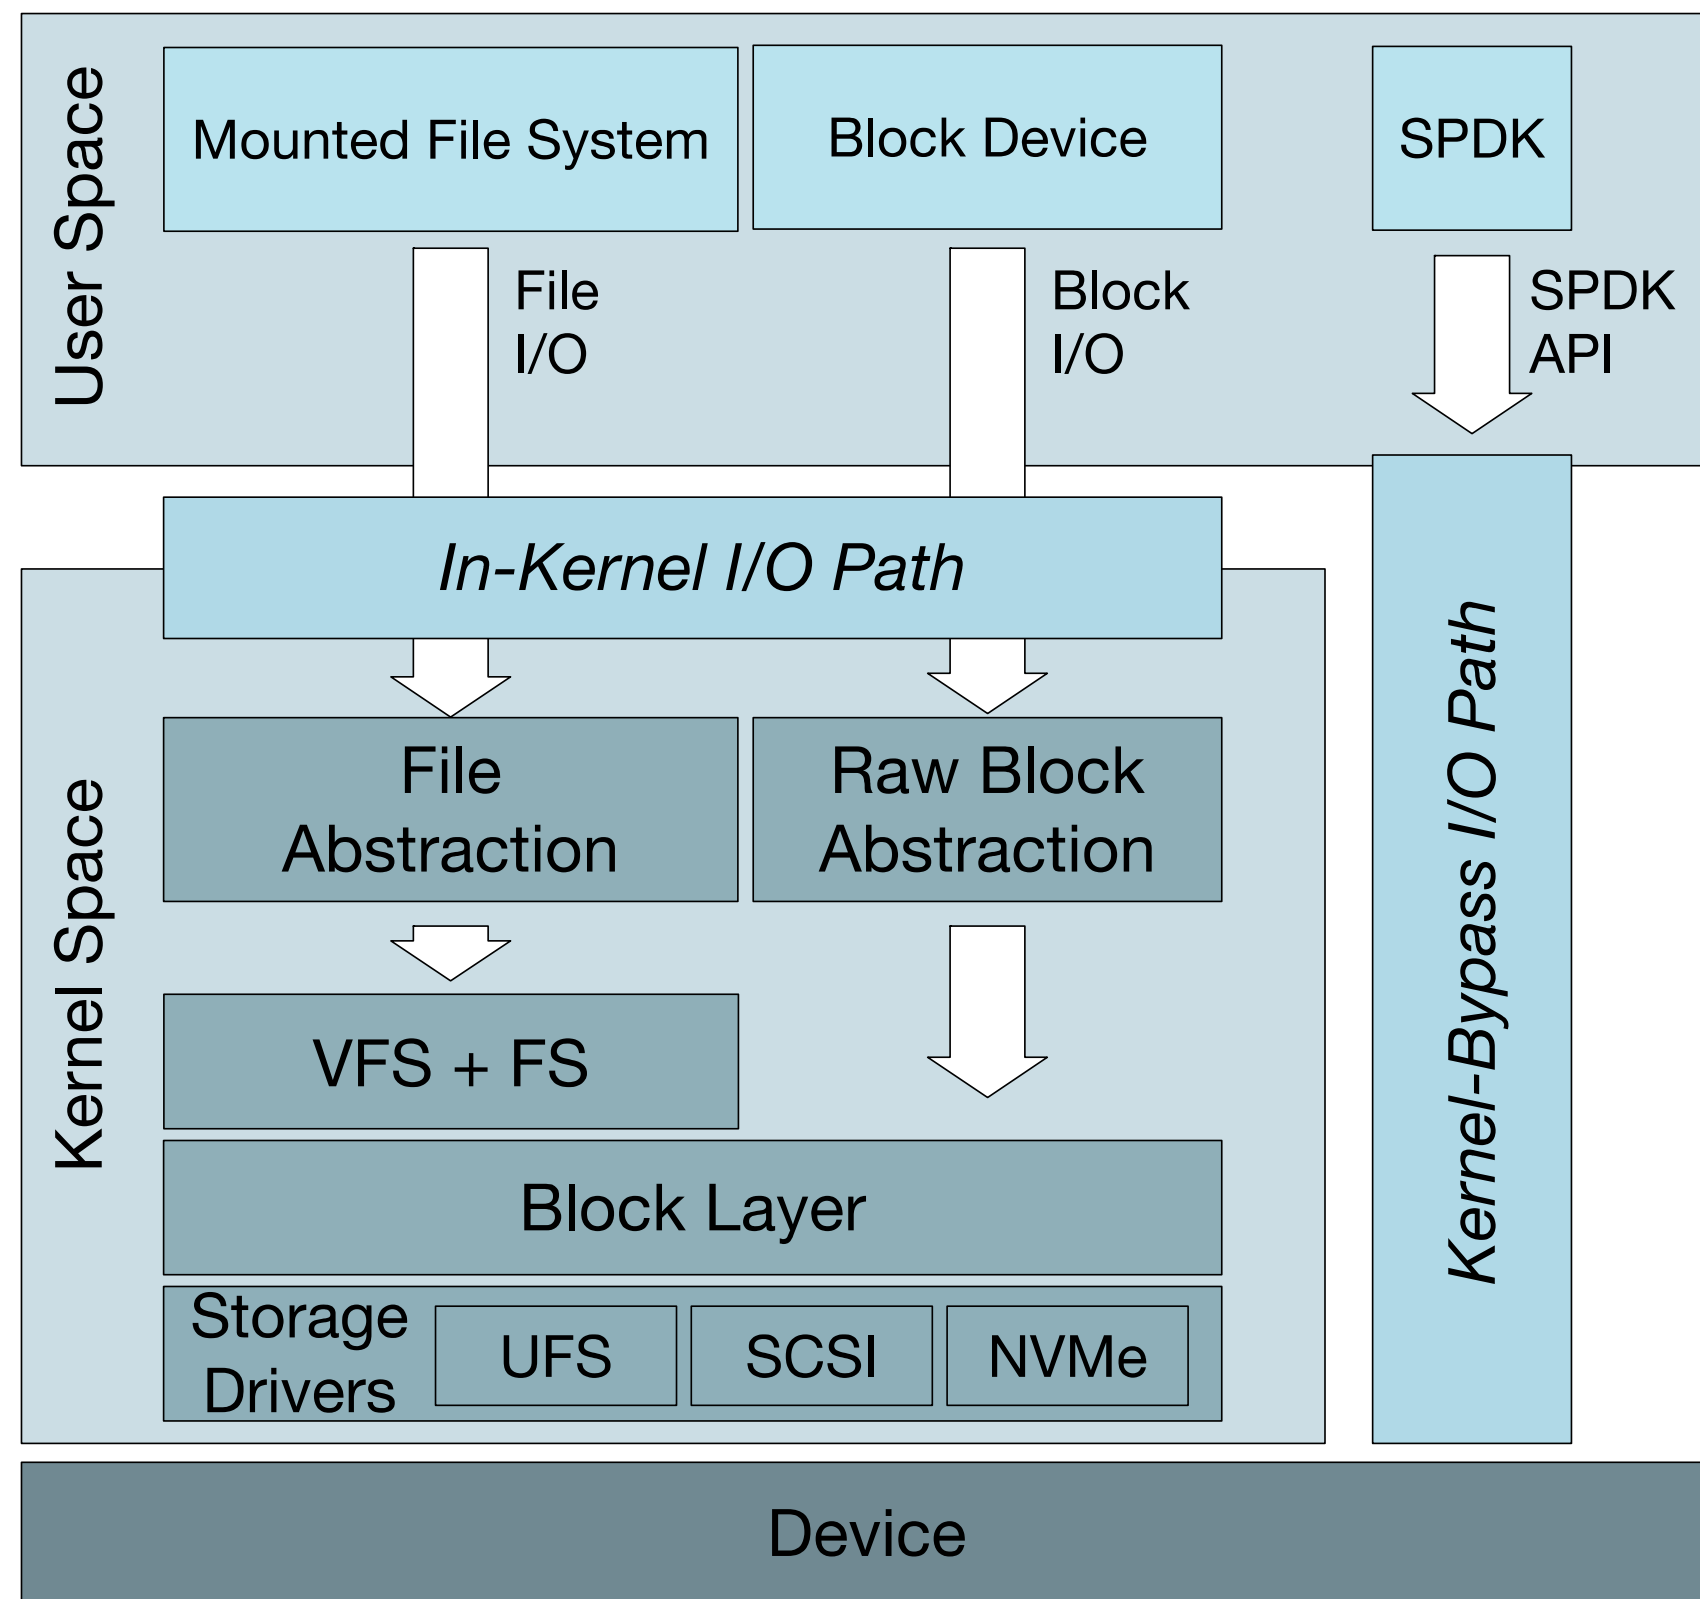 User Space
Mounted File System
Block Device
SPDK
File
I/O
Block
I/O
SPDK
API
In-Kernel I/O Path
Kernel-Bypass I/O Path
Kernel Space
File
Abstraction
Raw Block
Abstraction
VFS + FS
Block Layer
Storage
Drivers
UFS
SCSI
NVMe
Device